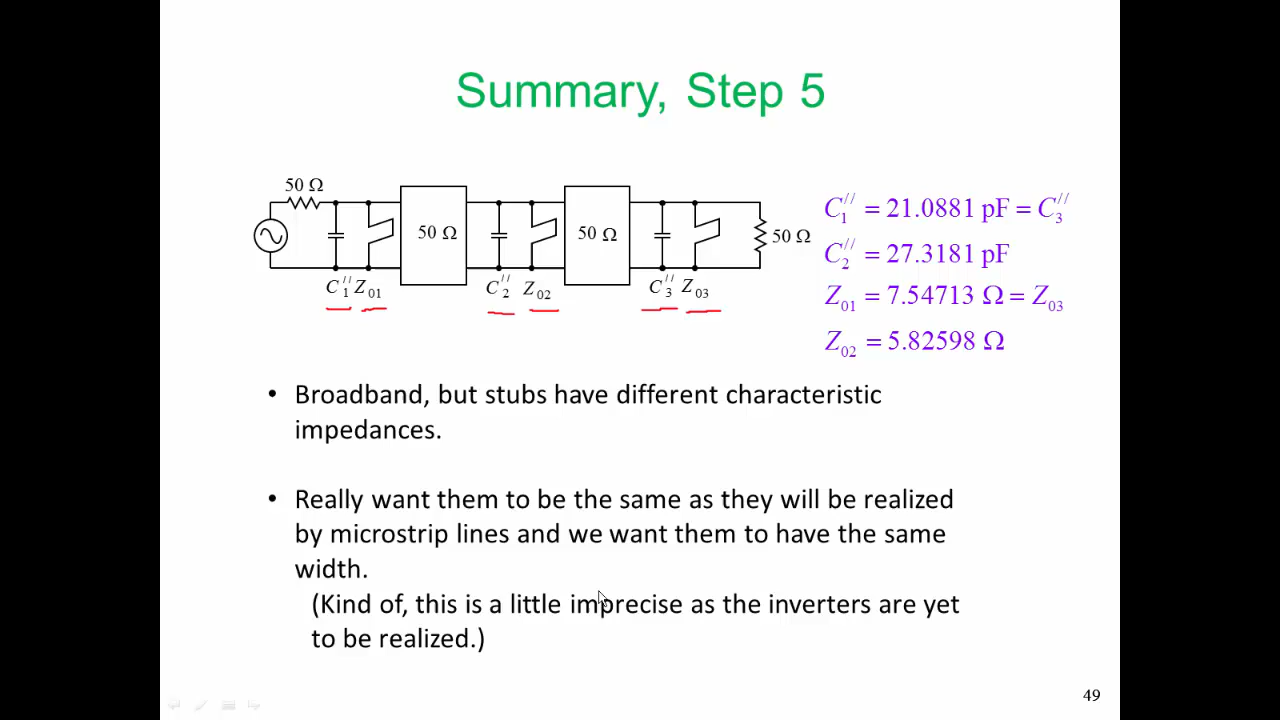 Summary, Step 5
50 Ω
50 Ω
50 Ω
50 Ω
C₁'' Z₀₁
C₂'' Z₀₂
C₃'' Z₀₃
C₁'' = 21.0881 pF = C₃''
C₂'' = 27.3181 pF
Z₀₁ = 7.54713 Ω = Z₀₃
Z₀₂ = 5.82598 Ω
• Broadband, but stubs have different characteristic
impedances.
• Really want them to be the same as they will be realized
by microstrip lines and we want them to have the same
width.
(Kind of, this is a little imprecise as the inverters are yet
to be realized.)
49